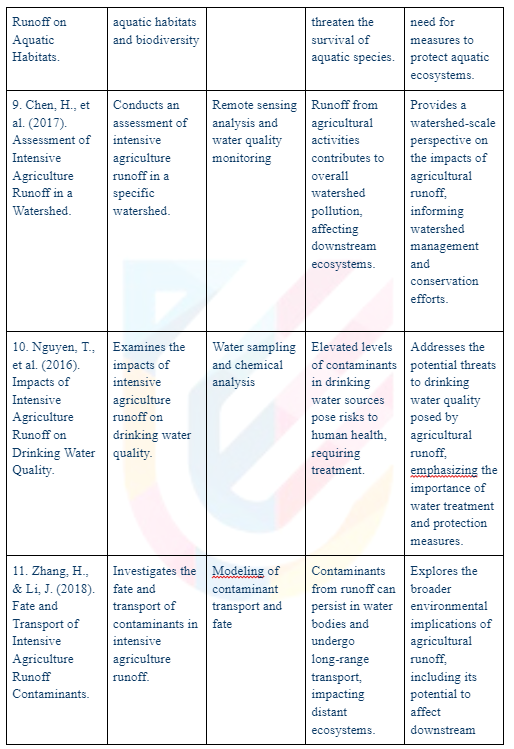 Runoff on
Aquatic
Habitats.
aquatic habitats
and biodiversity
threaten the
survival of
aquatic species.
need for
measures to
protect aquatic
ecosystems.
9. Chen, H., et
al. (2017).
Assessment of
Intensive
Agriculture
Runoff in a
Watershed.
Conducts an
assessment of
intensive
agriculture
runoff in a
specific
watershed.
Remote sensing
analysis and
water quality
monitoring
Runoff from
agricultural
activities
contributes to
overall
watershed
pollution,
affecting
downstream
ecosystems.
Provides a
watershed-scale
perspective on
the impacts of
agricultural
runoff,
informing
watershed
management
and
conservation
efforts.
10. Nguyen, T.,
et al. (2016).
Impacts of
Intensive
Agriculture
Runoff on
Drinking Water
Quality.
Examines the
impacts of
intensive
agriculture
runoff on
drinking water
quality.
Water sampling
and chemical
analysis
Elevated levels
of contaminants
in drinking
water sources
pose risks to
human health,
requiring
treatment.
Addresses the
potential threats
to drinking
water quality
posed by
agricultural
runoff,
emphasizing the
importance of
water treatment
and protection
measures.
11. Zhang, H.,
& Li, J. (2018).
Fate and
Transport of
Intensive
Agriculture
Runoff
Contaminants.
Investigates the
fate and
transport of
contaminants in
intensive
agriculture
runoff.
Modeling of
contaminant
transport and
fate
Contaminants
from runoff can
persist in water
bodies and
undergo
long-range
transport,
impacting
distant
ecosystems.
Explores the
broader
environmental
implications of
agricultural
runoff,
including its
potential to
affect
downstream